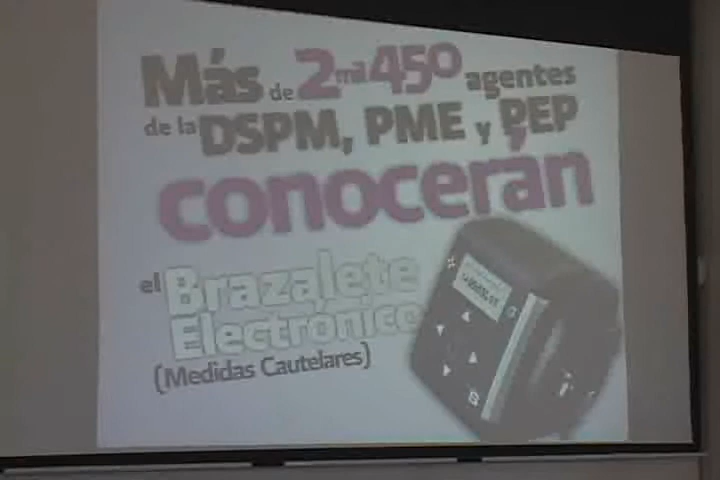 Más de 2 mil 450 agentes
de la DSPM, PME y PEP
conocerán
el Brazalete
Electrónico
(Medidas Cautelares)